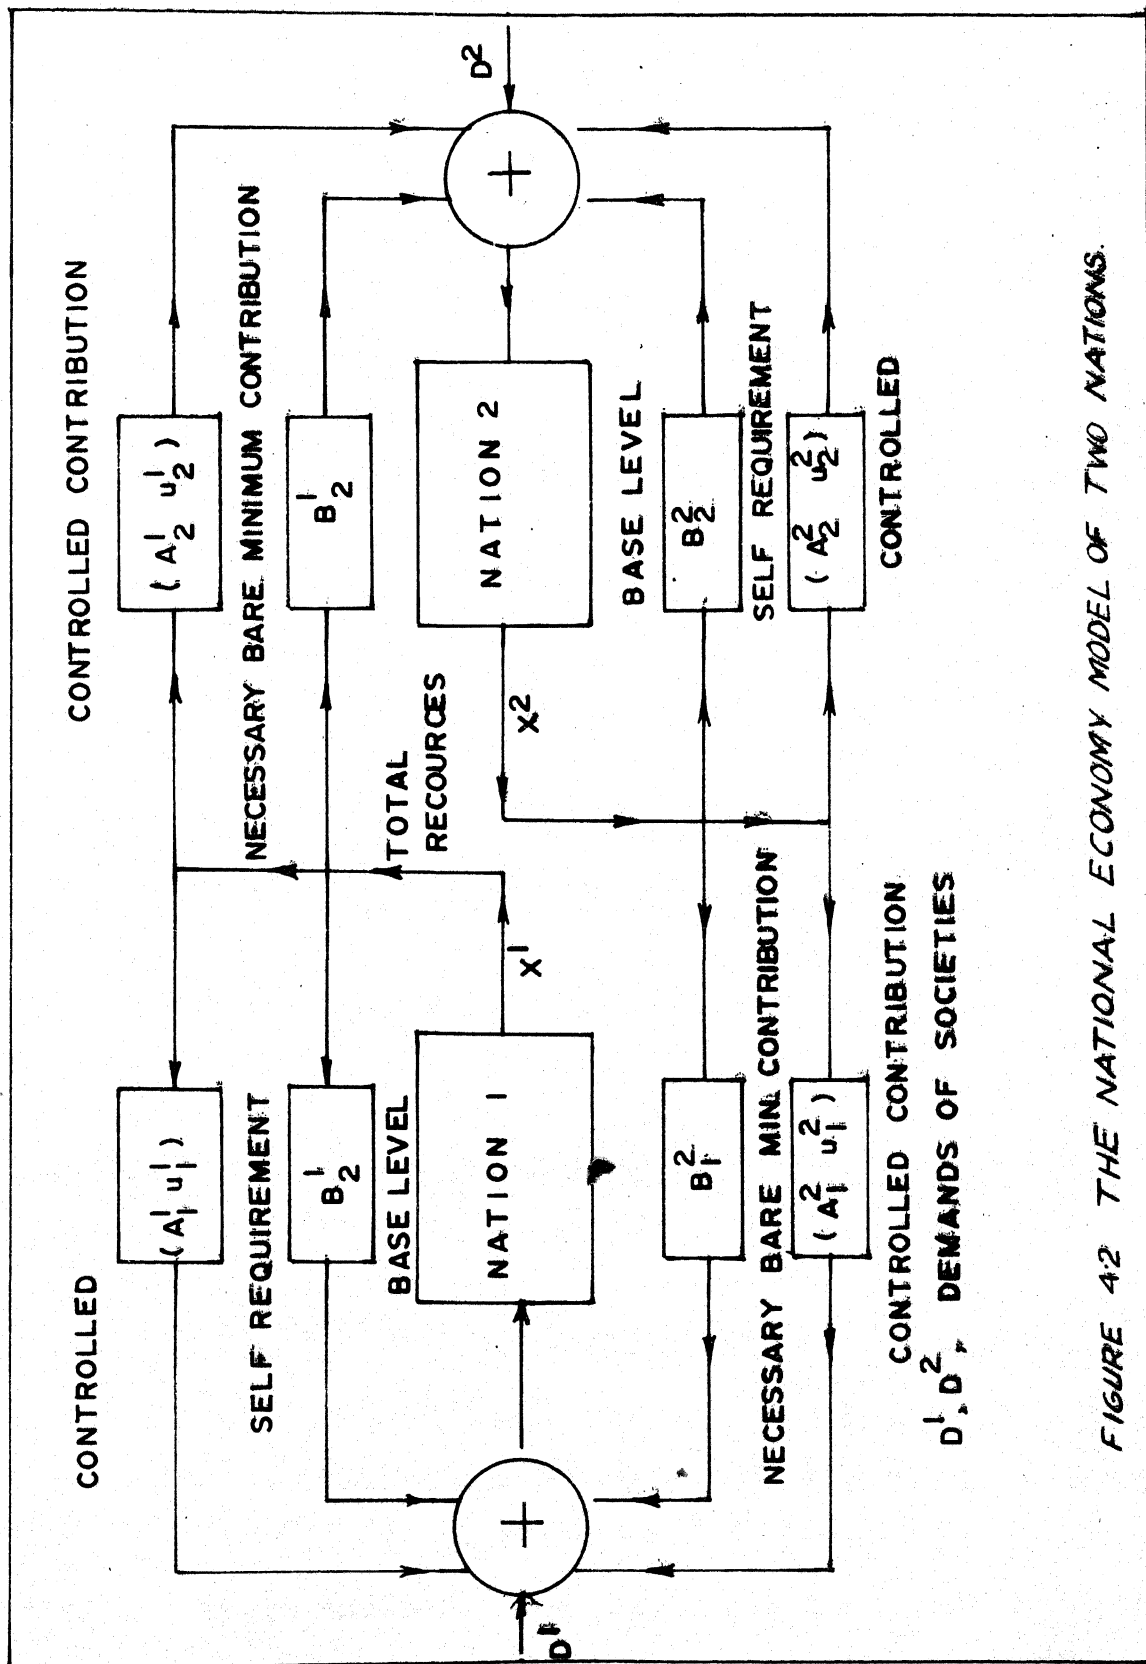 CONTROLLED
CONTROLLED CONTRIBUTION
( A₁¹ u₁¹ )
( A₂¹ u₂¹ )
SELF REQUIREMENT
NECESSARY BARE MINIMUM CONTRIBUTION
B₂¹
B₂¹
BASE LEVEL
TOTAL
RECOURCES
NATION 1
X¹
X²
NATION 2
D¹
+
+
D²
BASE LEVEL
B₁²
B₂²
NECESSARY BARE MIN. CONTRIBUTION
SELF REQUIREMENT
( A₁² u₁² )
( A₂² u₂² )
CONTROLLED CONTRIBUTION
CONTROLLED
D¹, D², DEMANDS OF SOCIETIES
FIGURE 4.2 THE NATIONAL ECONOMY MODEL OF TWO NATIONS.